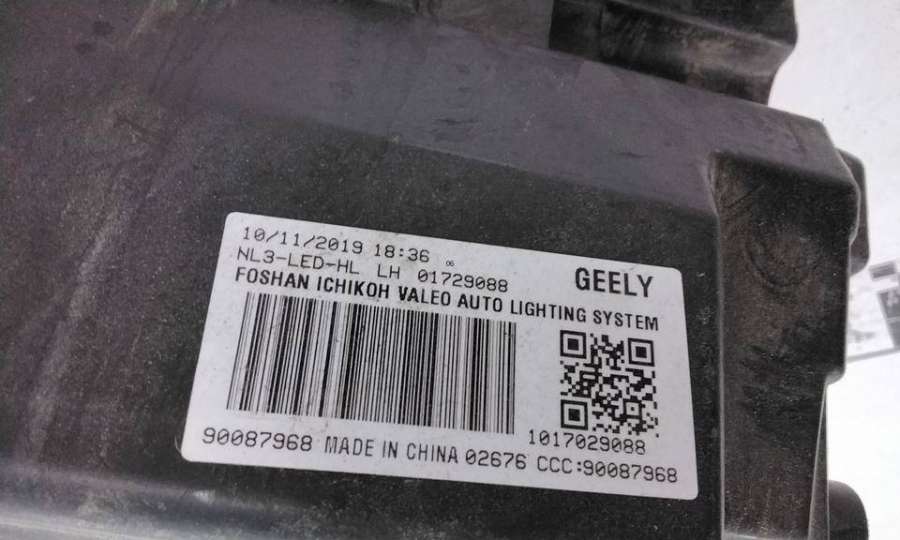 10/11/2019 18:36 06
NL3-LED-HL LH 01729088
GEELY
FOSHAN ICHIKOH VALEO AUTO LIGHTING SYSTEM
1017029088
90087968 MADE IN CHINA 02676 CCC:90087968